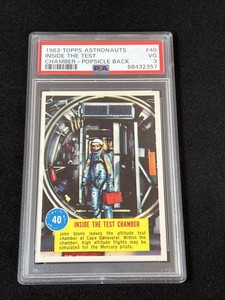 1963 TOPPS ASTRONAUTS #40
INSIDE THE TEST VG
CHAMBER-POPSICLE BACK 3
PSA 68432357
40
INSIDE THE TEST CHAMBER
John Glenn leaves the altitude test
chamber at Cape Canaveral. Within the
chamber, high altitude flights may be
simulated for the Mercury pilots.